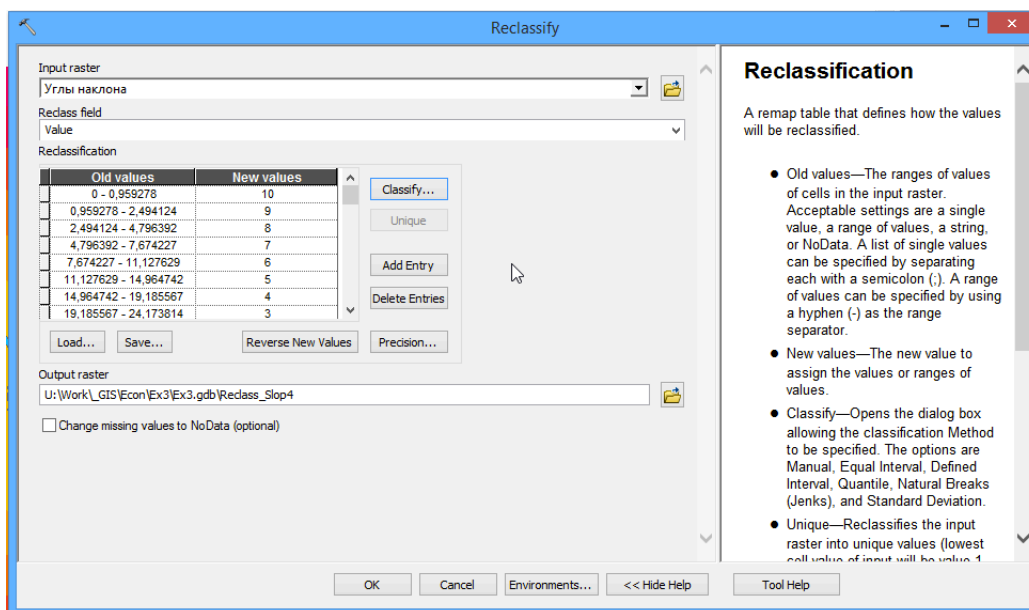 Reclassify
Input raster
Углы наклона
Reclass field
Value
Reclassification
Old values New values
0 - 0,959278 10
0,959278 - 2,494124 9
2,494124 - 4,796392 8
4,796392 - 7,674227 7
7,674227 - 11,127629 6
11,127629 - 14,964742 5
14,964742 - 19,185567 4
19,185567 - 24,173814 3
Classify...
Unique
Add Entry
Delete Entries
Load... Save... Reverse New Values Precision...
Output raster
U:\Work\_GIS\Econ\Ex3\Ex3.gdb\Reclass_Slop4
Change missing values to NoData (optional)
Reclassification
A remap table that defines how the values
will be reclassified.
● Old values—The ranges of values
of cells in the input raster.
Acceptable settings are a single
value, a range of values, a string,
or NoData. A list of single values
can be specified by separating
each with a semicolon (;). A range
of values can be specified by using
a hyphen (-) as the range
separator.
● New values—The new value to
assign the values or ranges of
values.
● Classify—Opens the dialog box
allowing the classification Method
to be specified. The options are
Manual, Equal Interval, Defined
Interval, Quantile, Natural Breaks
(Jenks), and Standard Deviation.
● Unique—Reclassifies the input
raster into unique values (lowest
cell value of input will be value 1
OK Cancel Environments... << Hide Help Tool Help